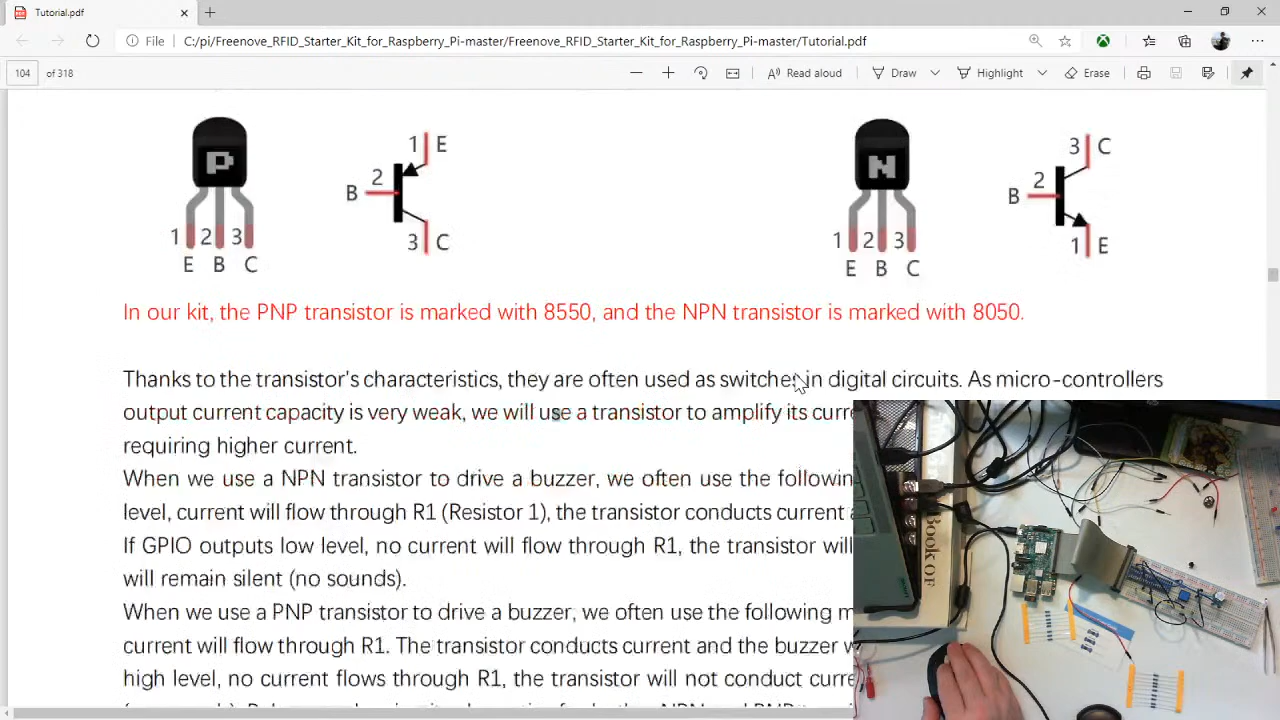 Tutorial.pdf
File C:/pi/Freenove_RFID_Starter_Kit_for_Raspberry_Pi-master/Freenove_RFID_Starter_Kit_for_Raspberry_Pi-master/Tutorial.pdf
104 of 318 Read aloud Draw Highlight Erase
P 1 E N 3 C
B 2 B 2
1 2 3 3 C 1 2 3 1 E
E B C E B C
In our kit, the PNP transistor is marked with 8550, and the NPN transistor is marked with 8050.
Thanks to the transistor's characteristics, they are often used as switches in digital circuits. As micro-controllers
output current capacity is very weak, we will use a transistor to amplify its curre
requiring higher current.
When we use a NPN transistor to drive a buzzer, we often use the followin
level, current will flow through R1 (Resistor 1), the transistor conducts current a
If GPIO outputs low level, no current will flow through R1, the transistor will
will remain silent (no sounds).
When we use a PNP transistor to drive a buzzer, we often use the following m
current will flow through R1. The transistor conducts current and the buzzer w
high level, no current flows through R1, the transistor will not conduct curre
Book of